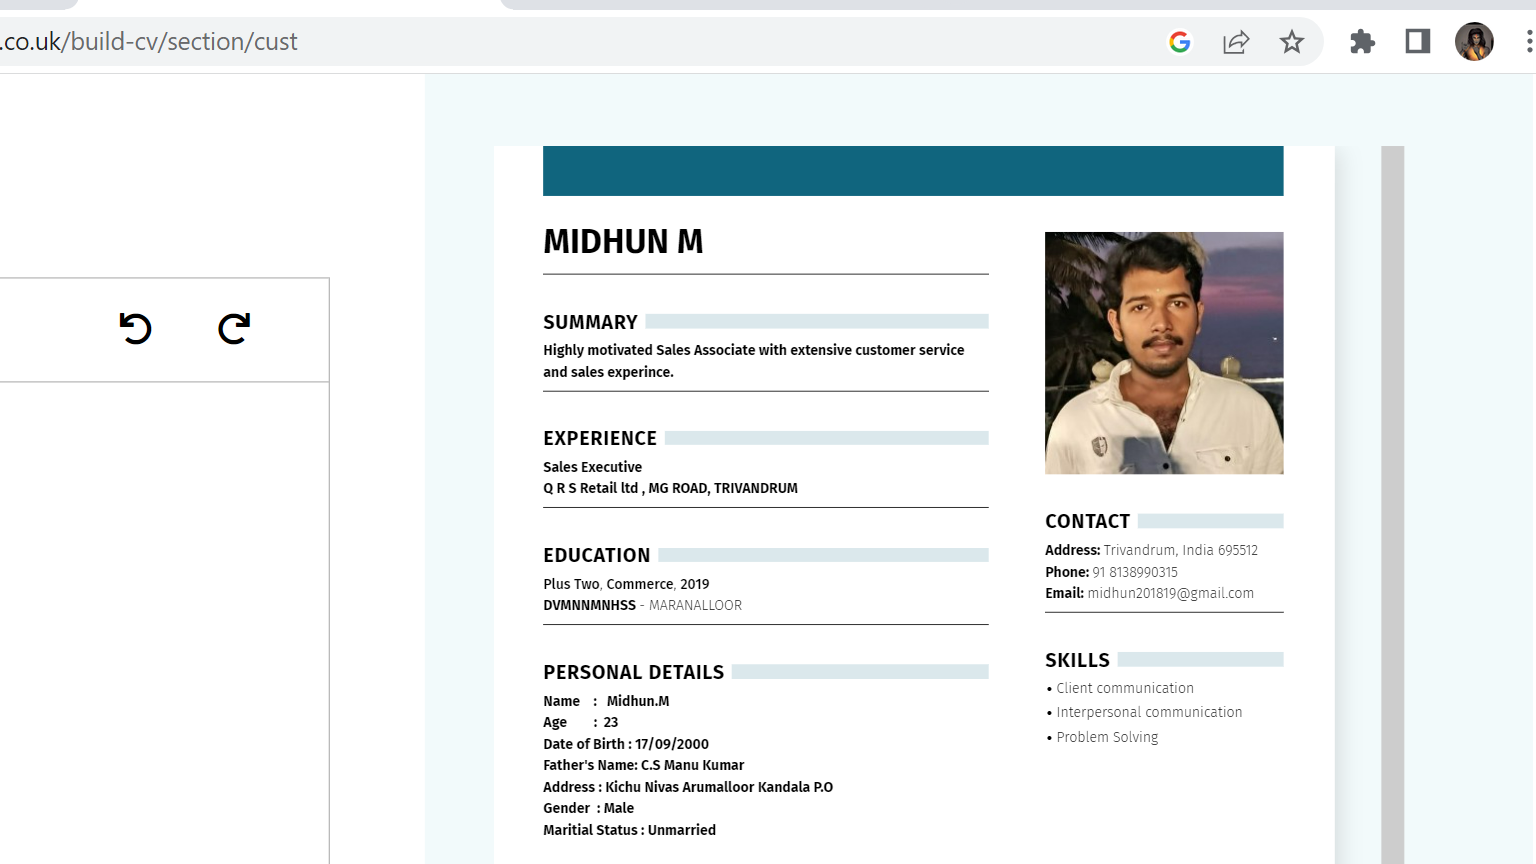 .co.uk/build-cv/section/cust
MIDHUN M
SUMMARY
Highly motivated Sales Associate with extensive customer service
and sales experince.
EXPERIENCE
Sales Executive
Q R S Retail ltd , MG ROAD, TRIVANDRUM
EDUCATION
Plus Two, Commerce, 2019
DVMNNMNHSS - MARANALLOOR
PERSONAL DETAILS
Name : Midhun.M
Age : 23
Date of Birth : 17/09/2000
Father's Name: C.S Manu Kumar
Address : Kichu Nivas Arumalloor Kandala P.O
Gender : Male
Maritial Status : Unmarried
CONTACT
Address: Trivandrum, India 695512
Phone: 91 8138990315
Email: midhun201819@gmail.com
SKILLS
• Client communication
• Interpersonal communication
• Problem Solving